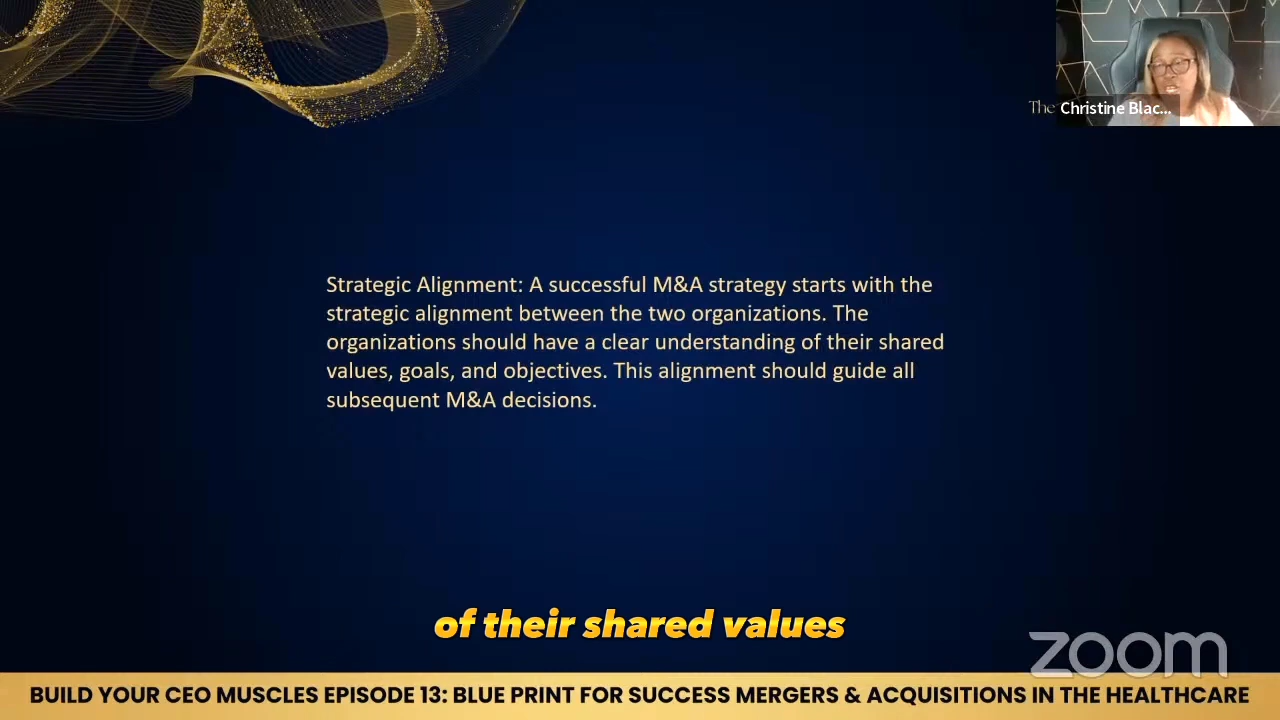 The Christine Blac...
Strategic Alignment: A successful M&A strategy starts with the
strategic alignment between the two organizations. The
organizations should have a clear understanding of their shared
values, goals, and objectives. This alignment should guide all
subsequent M&A decisions.
of their shared values
zoom
BUILD YOUR CEO MUSCLES EPISODE 13: BLUE PRINT FOR SUCCESS MERGERS & ACQUISITIONS IN THE HEALTHCARE